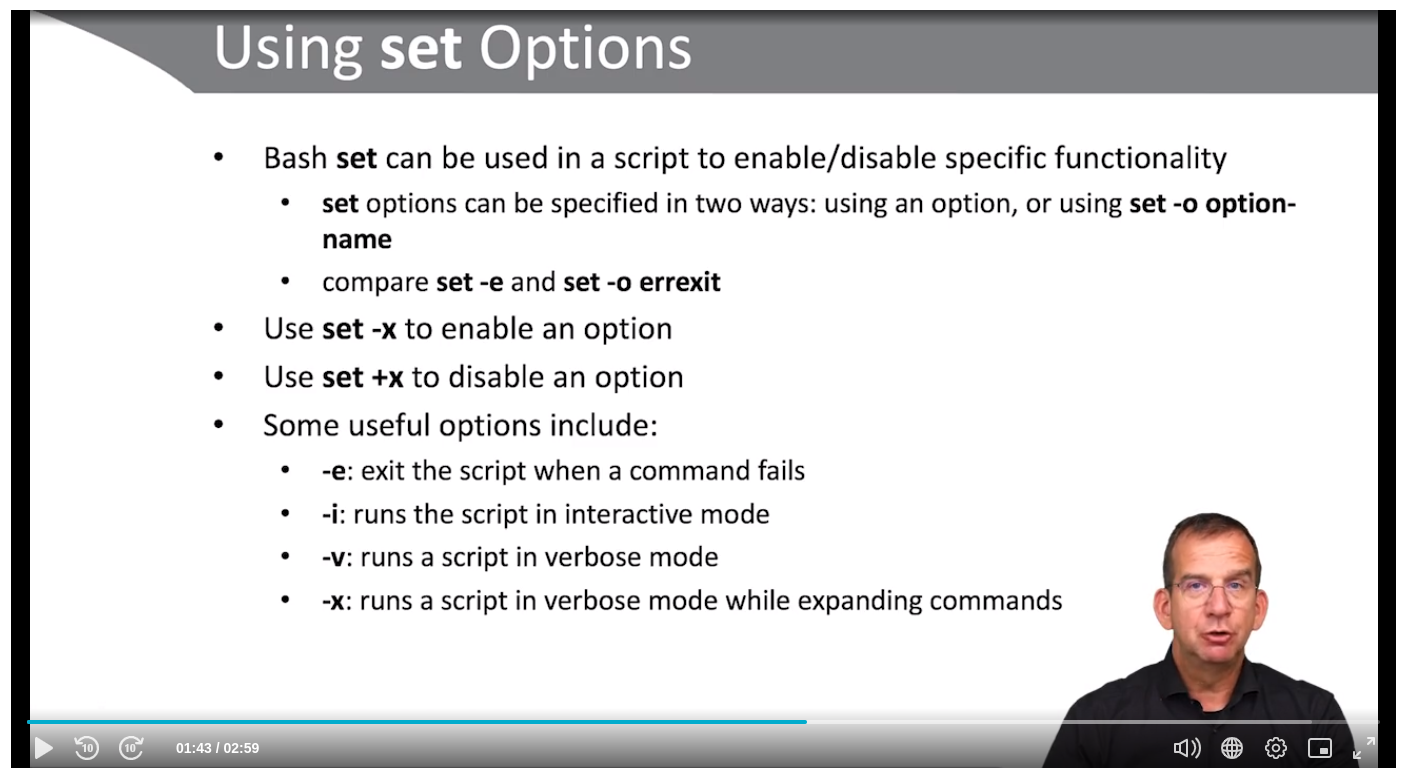 Using set Options
• Bash set can be used in a script to enable/disable specific functionality
• set options can be specified in two ways: using an option, or using set -o option-
name
• compare set -e and set -o errexit
• Use set -x to enable an option
• Use set +x to disable an option
• Some useful options include:
• -e: exit the script when a command fails
• -i: runs the script in interactive mode
• -v: runs a script in verbose mode
• -x: runs a script in verbose mode while expanding commands
10 10 01:43 / 02:59